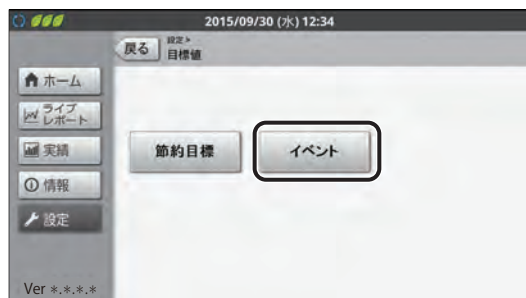 2015/09/30 (水) 12:34
戻る
設定>
目標値
ホーム
ライブ
レポート
実績
情報
設定
節約目標
イベント
Ver *.*.*.*